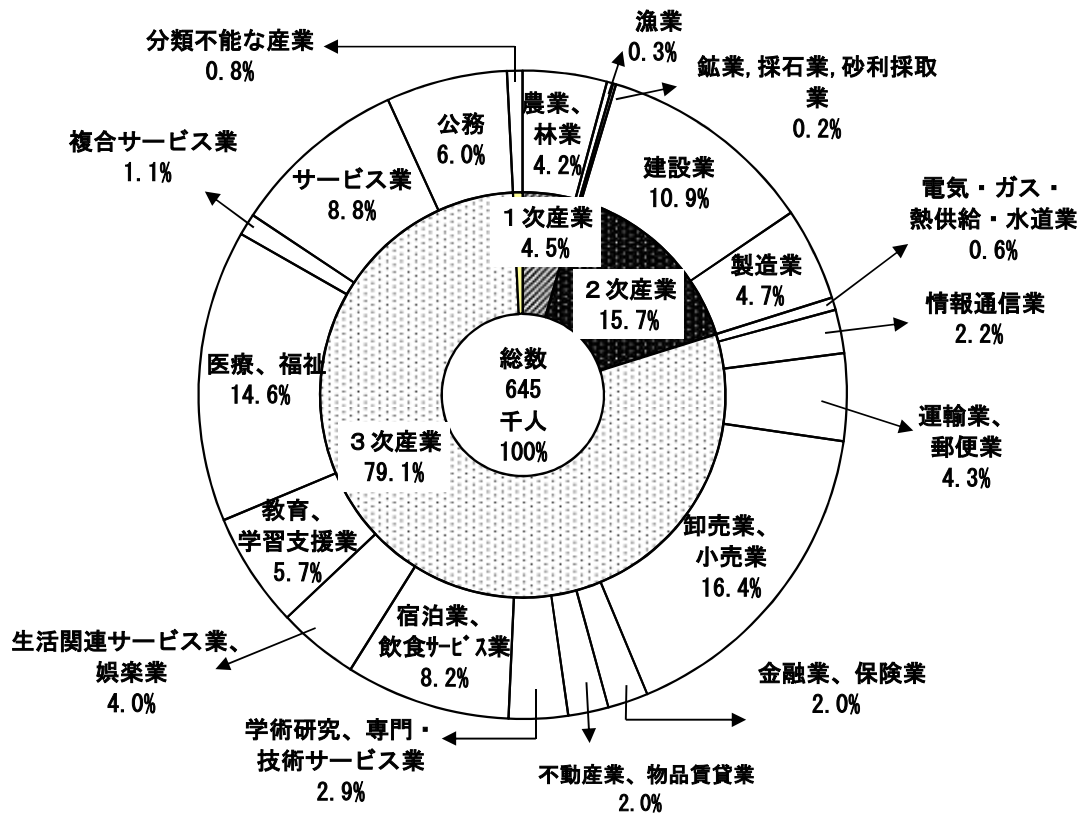 分類不能な産業
0.8%
漁業
0.3%
鉱業,採石業,砂利採取
業
0.2%
農業、
林業
4.2%
公務
6.0%
複合サービス業
1.1%
サービス業
8.8%
建設業
10.9%
電気・ガス・
熱供給・水道業
0.6%
製造業
4.7%
情報通信業
2.2%
1次産業
4.5%
2次産業
15.7%
総数
645
千人
100%
3次産業
79.1%
医療、福祉
14.6%
運輸業、
郵便業
4.3%
教育、
学習支援業
5.7%
卸売業、
小売業
16.4%
生活関連サービス業、
娯楽業
4.0%
宿泊業、
飲食ｻｰﾋﾞｽ業
8.2%
金融業、保険業
2.0%
学術研究、専門・
技術サービス業
2.9%
不動産業、物品賃貸業
2.0%